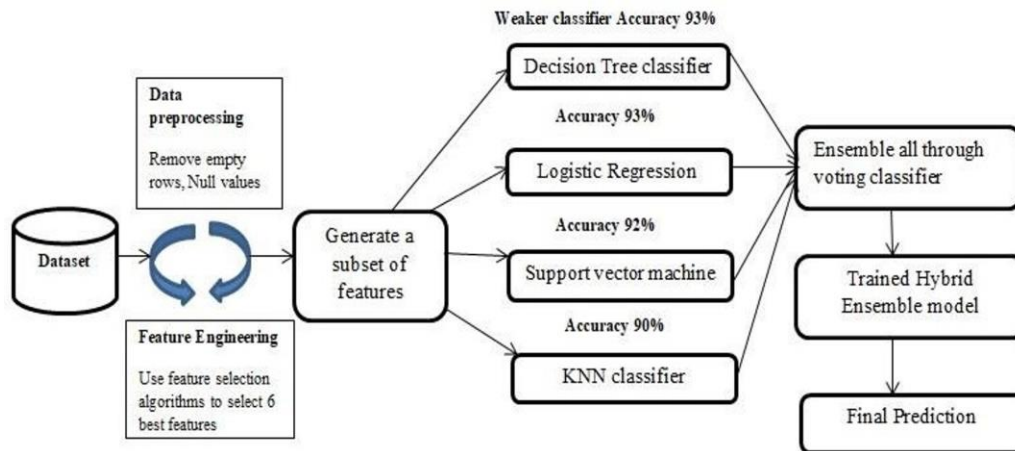 Weaker classifier Accuracy 93%
Decision Tree classifier
Data
preprocessing
Remove empty
rows, Null values
Accuracy 93%
Logistic Regression
Ensemble all through
voting classifier
Dataset
Generate a
subset of
features
Accuracy 92%
Support vector machine
Trained Hybrid
Ensemble model
Feature Engineering
Use feature selection
algorithms to select 6
best features
Accuracy 90%
KNN classifier
Final Prediction